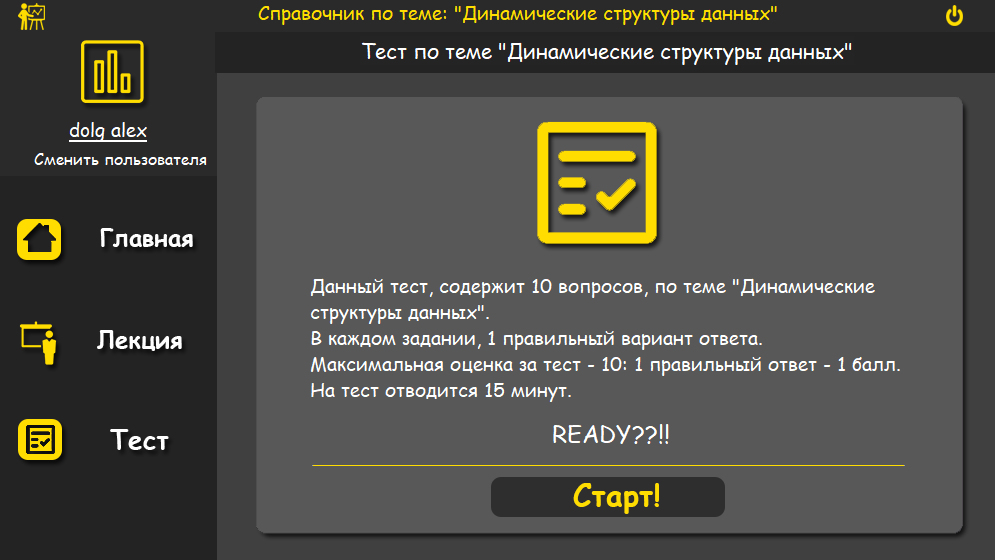 Справочник по теме: "Динамические структуры данных"
Тест по теме "Динамические структуры данных"
dolg alex
Сменить пользователя
Главная
Лекция
Тест
Данный тест, содержит 10 вопросов, по теме "Динамические
структуры данных".
В каждом задании, 1 правильный вариант ответа.
Максимальная оценка за тест - 10: 1 правильный ответ - 1 балл.
На тест отводится 15 минут.
READY??!!
Старт!